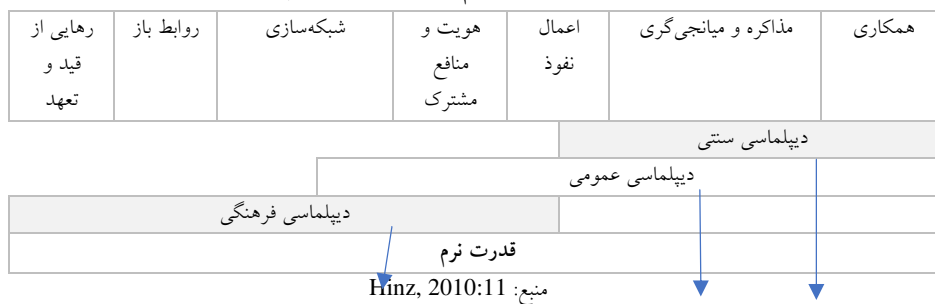 همکاری
مذاکره و میانجی‌گری
اعمال
نفوذ
هویت و
منافع
مشترک
شبکه‌سازی
روابط باز
رهایی از
قید و
تعهد
دیپلماسی سنتی
دیپلماسی عمومی
دیپلماسی فرهنگی
قدرت نرم
منبع: Hinz, 2010:11